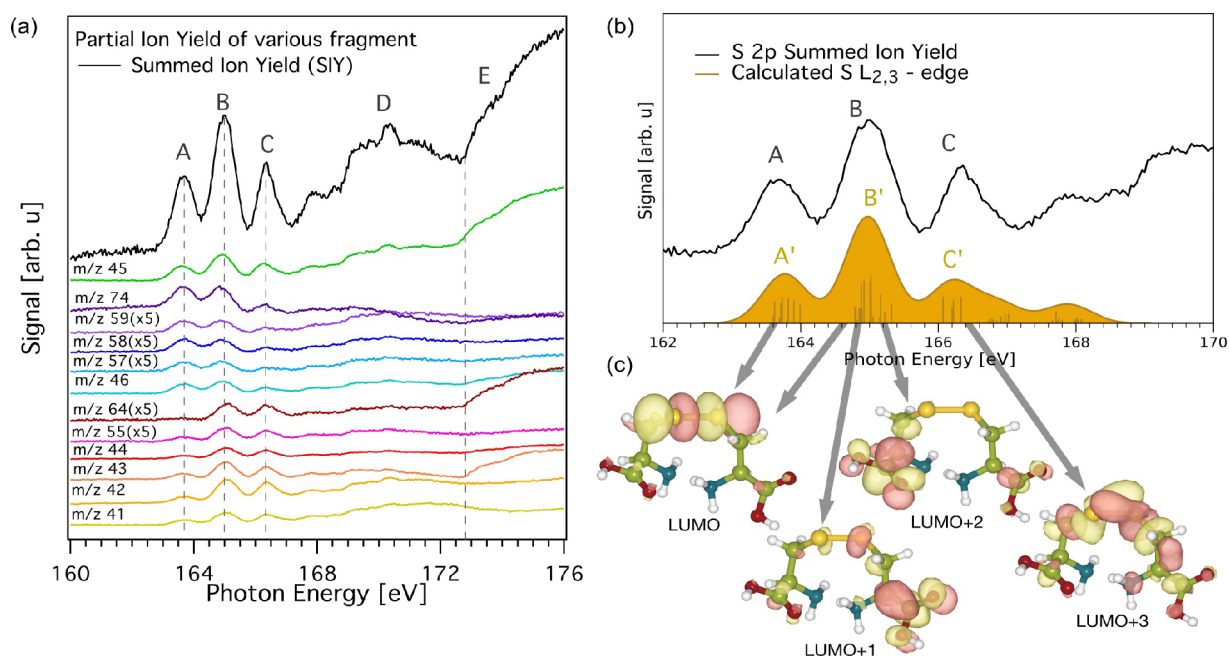 (a)
Partial Ion Yield of various fragment
Summed Ion Yield (SIY)
A
B
C
D
E
m/z 45
m/z 74
m/z 59(x5)
m/z 58(x5)
m/z 57(x5)
m/z 46
m/z 64(x5)
m/z 55(x5)
m/z 44
m/z 43
m/z 42
m/z 41
Signal [arb. u]
160
164
168
172
176
Photon Energy [eV]
(b)
S 2p Summed Ion Yield
Calculated S L2,3 - edge
A
B
C
A'
B'
C'
Signal [arb. u]
162
164
166
168
170
Photon Energy [eV]
(c)
LUMO
LUMO+2
LUMO+1
LUMO+3